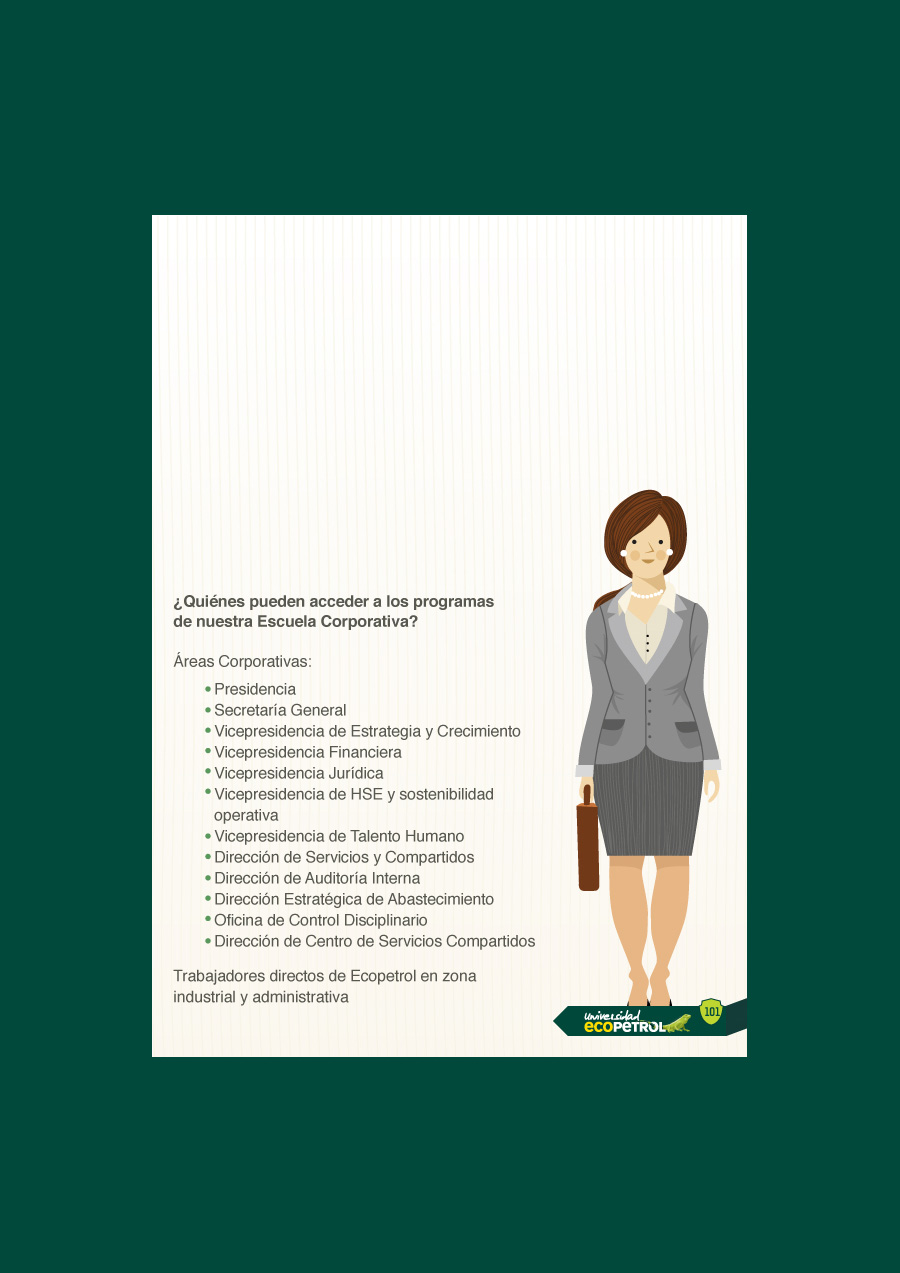 ¿Quiénes pueden acceder a los programas
de nuestra Escuela Corporativa?
Áreas Corporativas:
• Presidencia
• Secretaría General
• Vicepresidencia de Estrategia y Crecimiento
• Vicepresidencia Financiera
• Vicepresidencia Jurídica
• Vicepresidencia de HSE y sostenibilidad
operativa
• Vicepresidencia de Talento Humano
• Dirección de Servicios y Compartidos
• Dirección de Auditoría Interna
• Dirección Estratégica de Abastecimiento
• Oficina de Control Disciplinario
• Dirección de Centro de Servicios Compartidos
Trabajadores directos de Ecopetrol en zona
industrial y administrativa
Universidad
ecoPETROL
101